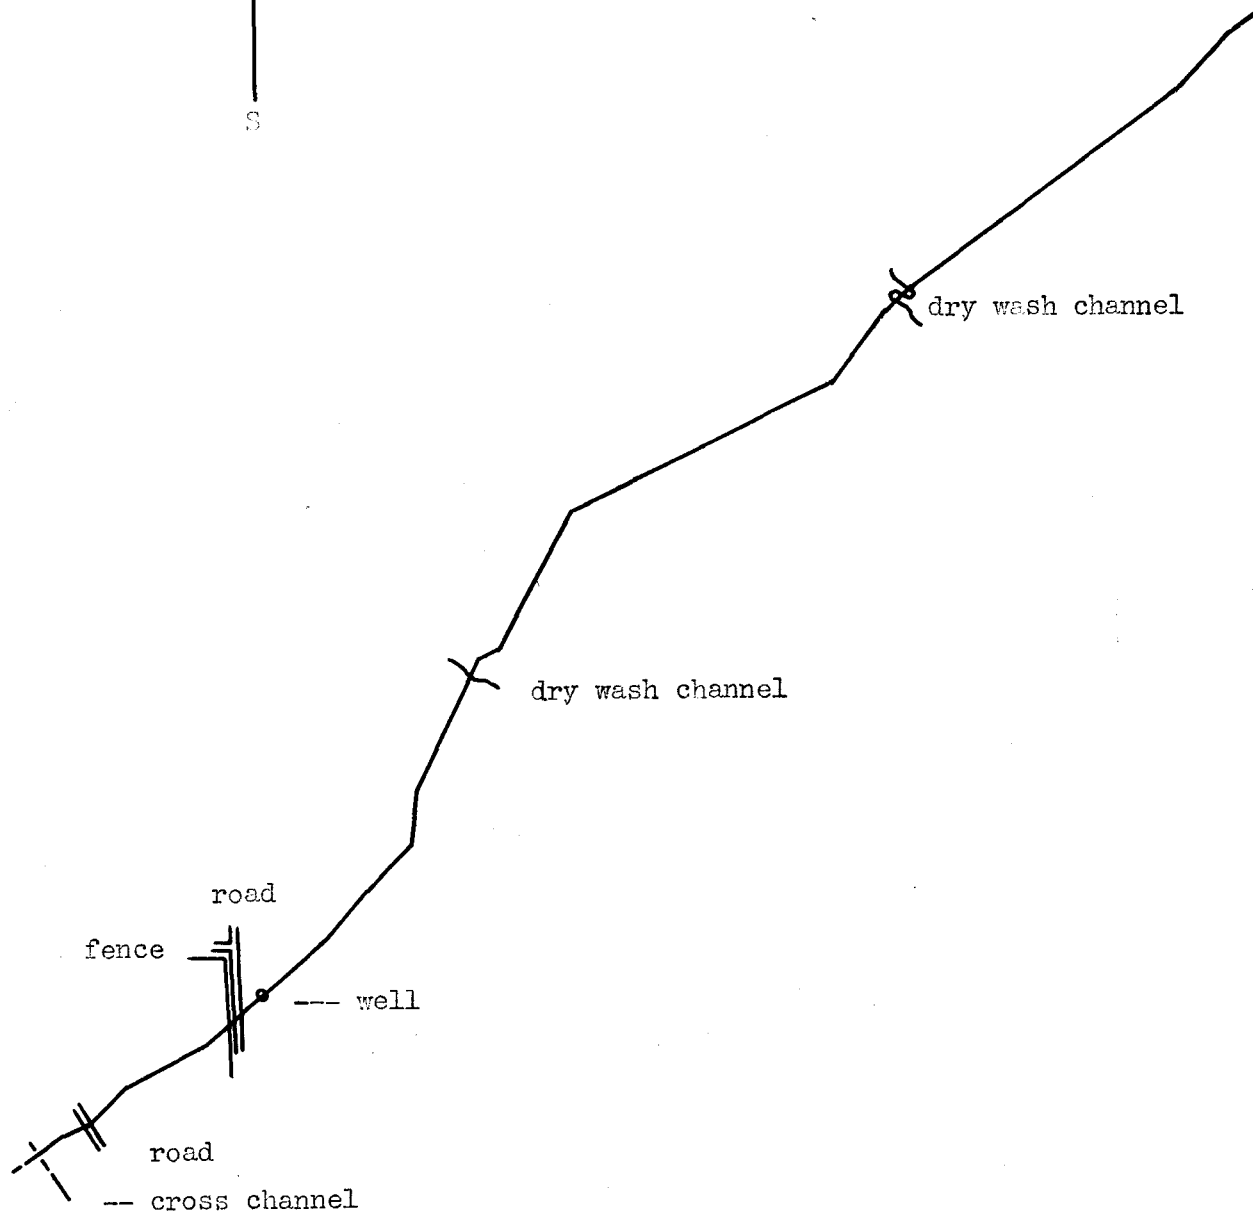 S
dry wash channel
dry wash channel
road
fence
--- well
road
-- cross channel